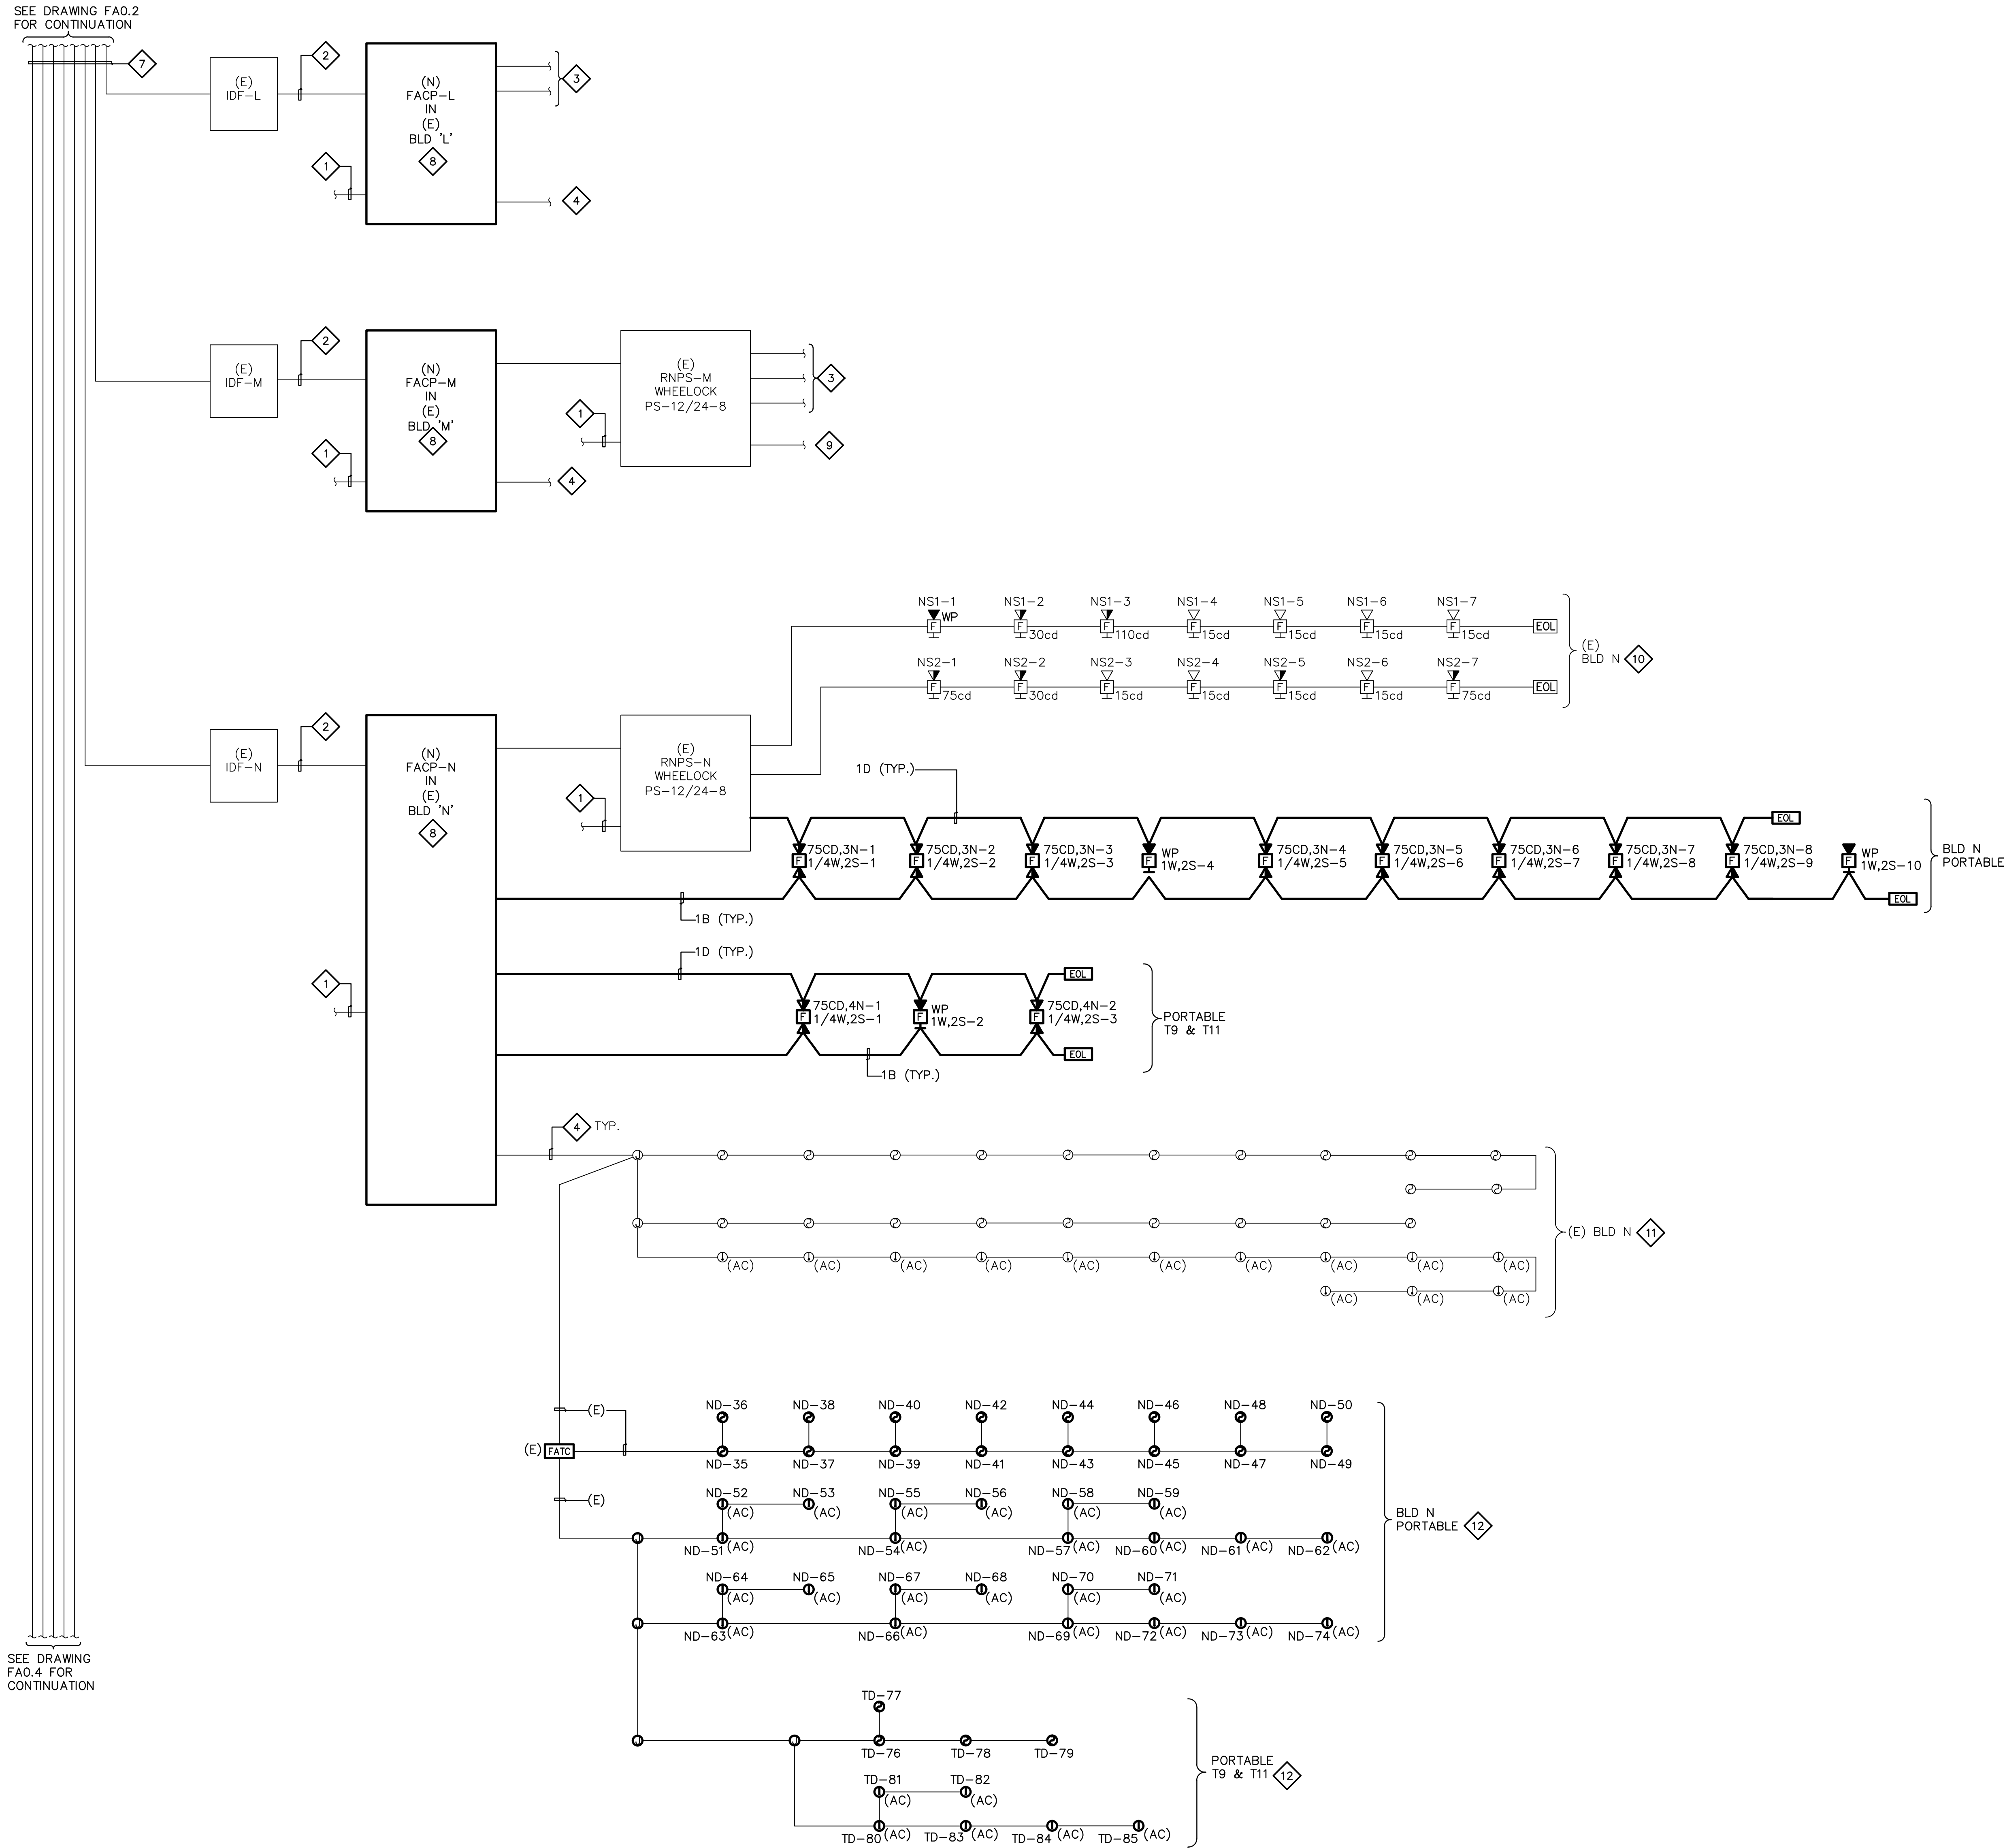 SEE DRAWING FA0.2
FOR CONTINUATION
7
(E)
IDF-L
2
(N)
FACP-L
IN
(E)
BLD 'L'
8
1
3
4
(E)
IDF-M
2
(N)
FACP-M
IN
(E)
BLD 'M'
8
1
(E)
RNPS-M
WHEELOCK
PS-12/24-8
1
3
9
4
NS1-1 NS1-2 NS1-3 NS1-4 NS1-5 NS1-6 NS1-7
WP
F F F F F F F EOL
30cd 110cd 15cd 15cd 15cd 15cd
NS2-1 NS2-2 NS2-3 NS2-4 NS2-5 NS2-6 NS2-7
F F F F F F F EOL
75cd 30cd 15cd 15cd 15cd 15cd 75cd
(E)
BLD N 10
(E)
IDF-N
2
(N)
FACP-N
IN
(E)
BLD 'N'
8
1
(E)
RNPS-N
WHEELOCK
PS-12/24-8
1
1D (TYP.)
EOL
75CD,3N-1 75CD,3N-2 75CD,3N-3 WP 75CD,3N-4 75CD,3N-5 75CD,3N-6 75CD,3N-7 75CD,3N-8 WP
F F F F F F F F F F
1/4W,2S-1 1/4W,2S-2 1/4W,2S-3 1W,2S-4 1/4W,2S-5 1/4W,2S-6 1/4W,2S-7 1/4W,2S-8 1/4W,2S-9 1W,2S-10
EOL
BLD N
PORTABLE
1B (TYP.)
1D (TYP.)
EOL
75CD,4N-1 WP 75CD,4N-2
F F F
1/4W,2S-1 1W,2S-2 1/4W,2S-3
EOL
1B (TYP.)
PORTABLE
T9 & T11
4 TYP.
(AC) (AC) (AC) (AC) (AC) (AC) (AC) (AC) (AC) (AC)
(AC) (AC) (AC)
(E) BLD N 11
(E)
(E) FATC
(E)
ND-36 ND-38 ND-40 ND-42 ND-44 ND-46 ND-48 ND-50
ND-35 ND-37 ND-39 ND-41 ND-43 ND-45 ND-47 ND-49
ND-52 ND-53 ND-55 ND-56 ND-58 ND-59
(AC) (AC) (AC) (AC) (AC) (AC)
ND-51 (AC) ND-54 (AC) ND-57 (AC) ND-60 (AC) ND-61 (AC) ND-62 (AC)
ND-64 ND-65 ND-67 ND-68 ND-70 ND-71
(AC) (AC) (AC) (AC) (AC) (AC)
ND-63 (AC) ND-66 (AC) ND-69 (AC) ND-72 (AC) ND-73 (AC) ND-74 (AC)
BLD N
PORTABLE 12
SEE DRAWING
FA0.4 FOR
CONTINUATION
TD-77
TD-76 TD-78 TD-79
TD-81 TD-82
(AC) (AC)
TD-80 (AC) TD-83 (AC) TD-84 (AC) TD-85 (AC)
PORTABLE
T9 & T11 12